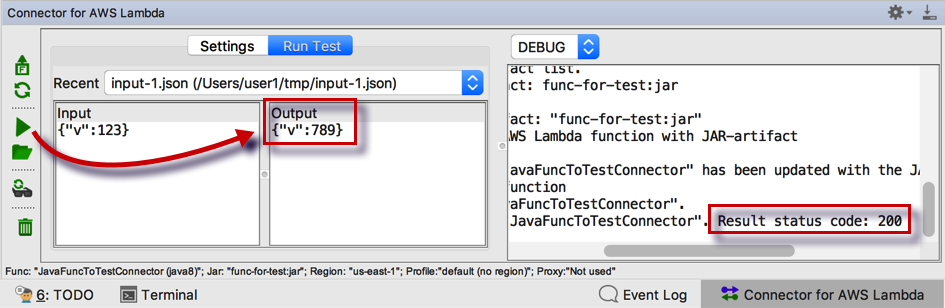 Connector for AWS Lambda
Settings
Run Test
Recent
input-1.json (/Users/user1/tmp/input-1.json)
Input
{"v":123}
Output
{"v":789}
DEBUG
act list.
act: func-for-test:jar
fact: "func-for-test:jar"
AWS Lambda function with JAR-artifact
JavaFuncToTestConnector" has been updated with the JA
function
vaFuncToTestConnector".
JavaFuncToTestConnector". Result status code: 200
Func: "JavaFuncToTestConnector (java8)"; Jar: "func-for-test:jar"; Region: "us-east-1"; Profile:"default (no region)"; Proxy:"Not used"
6: TODO
Terminal
Event Log
Connector for AWS Lambda